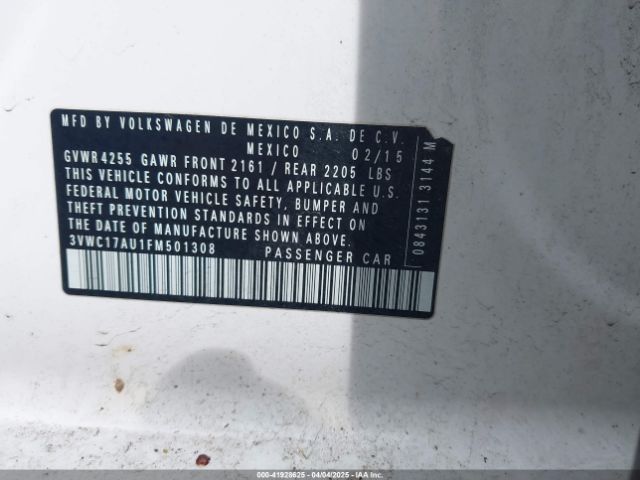 MFD BY VOLKSWAGEN DE MEXICO S.A. DE C.V.
MEXICO 02/15
GVWR 4255 GAWR FRONT 2161 / REAR 2205 LBS
THIS VEHICLE CONFORMS TO ALL APPLICABLE U.S.
FEDERAL MOTOR VEHICLE SAFETY, BUMPER AND
THEFT PREVENTION STANDARDS IN EFFECT ON
THE DATE OF MANUFACTURE SHOWN ABOVE.
3VWC17AU1FM501308 PASSENGER CAR
0843131 3144 M
000-41928625 - 04/04/2025 - IAAI.COM